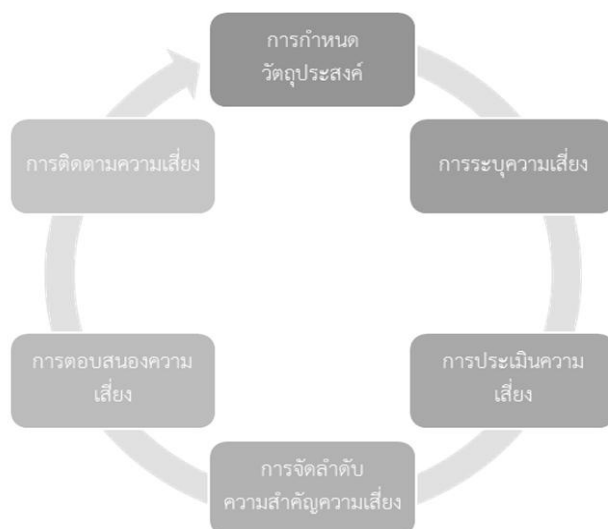 การกำหนด
วัตถุประสงค์
การระบุความเสี่ยง
การประเมินความ
เสี่ยง
การจัดลำดับ
ความสำคัญความเสี่ยง
การตอบสนองความ
เสี่ยง
การติดตามความเสี่ยง